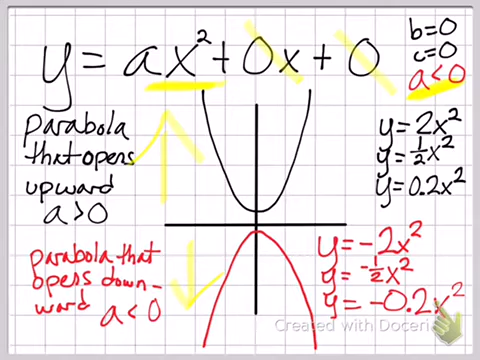 y = ax² + 0x + 0
b=0
c=0
a<0
parabola
that opens
upward
a>0
y=2x²
y=½x²
y=0.2x²
parabola that
opens down-
ward a<0
y=-2x²
y=-½x²
y=-0.2x²
Created with Doceri